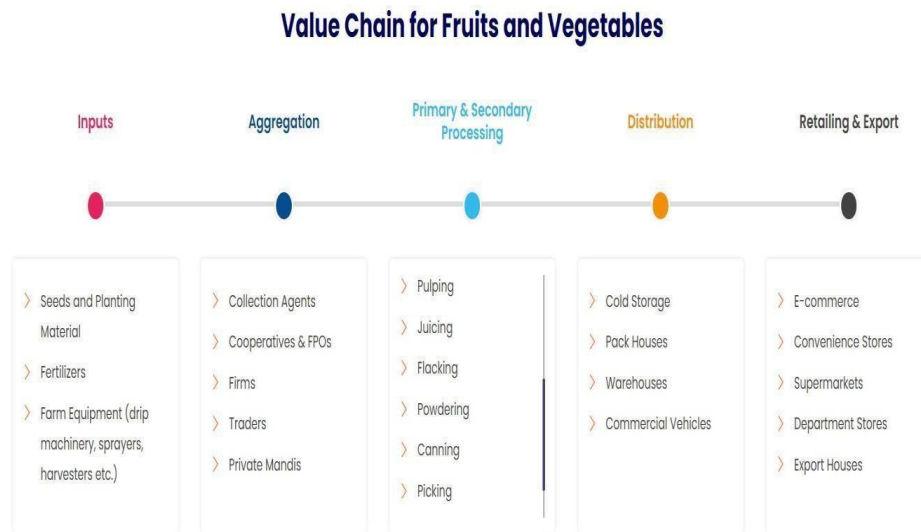 Value Chain for Fruits and Vegetables
Inputs
Aggregation
Primary & Secondary
Processing
Distribution
Retailing & Export
Seeds and Planting
Material
Fertilizers
Farm Equipment (drip
machinery, sprayers,
harvesters etc.)
Collection Agents
Cooperatives & FPOs
Firms
Traders
Private Mandis
Pulping
Juicing
Flacking
Powdering
Canning
Picking
Cold Storage
Pack Houses
Warehouses
Commercial Vehicles
E-commerce
Convenience Stores
Supermarkets
Department Stores
Export Houses